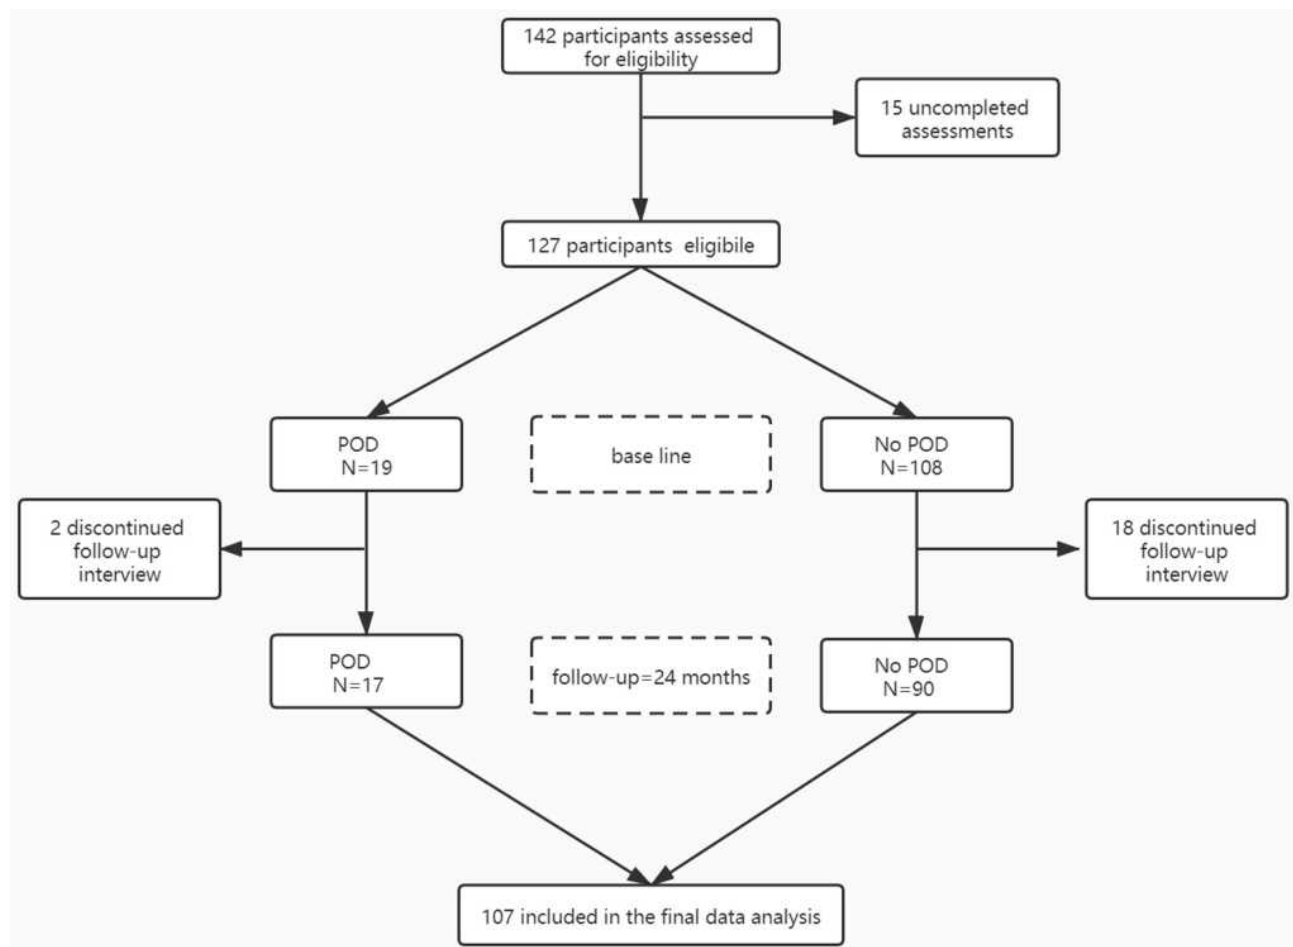 142 participants assessed
for eligibility
15 uncompleted
assessments
127 participants eligibile
POD
N=19
base line
No POD
N=108
2 discontinued
follow-up
interview
18 discontinued
follow-up
interview
POD
N=17
follow-up=24 months
No POD
N=90
107 included in the final data analysis